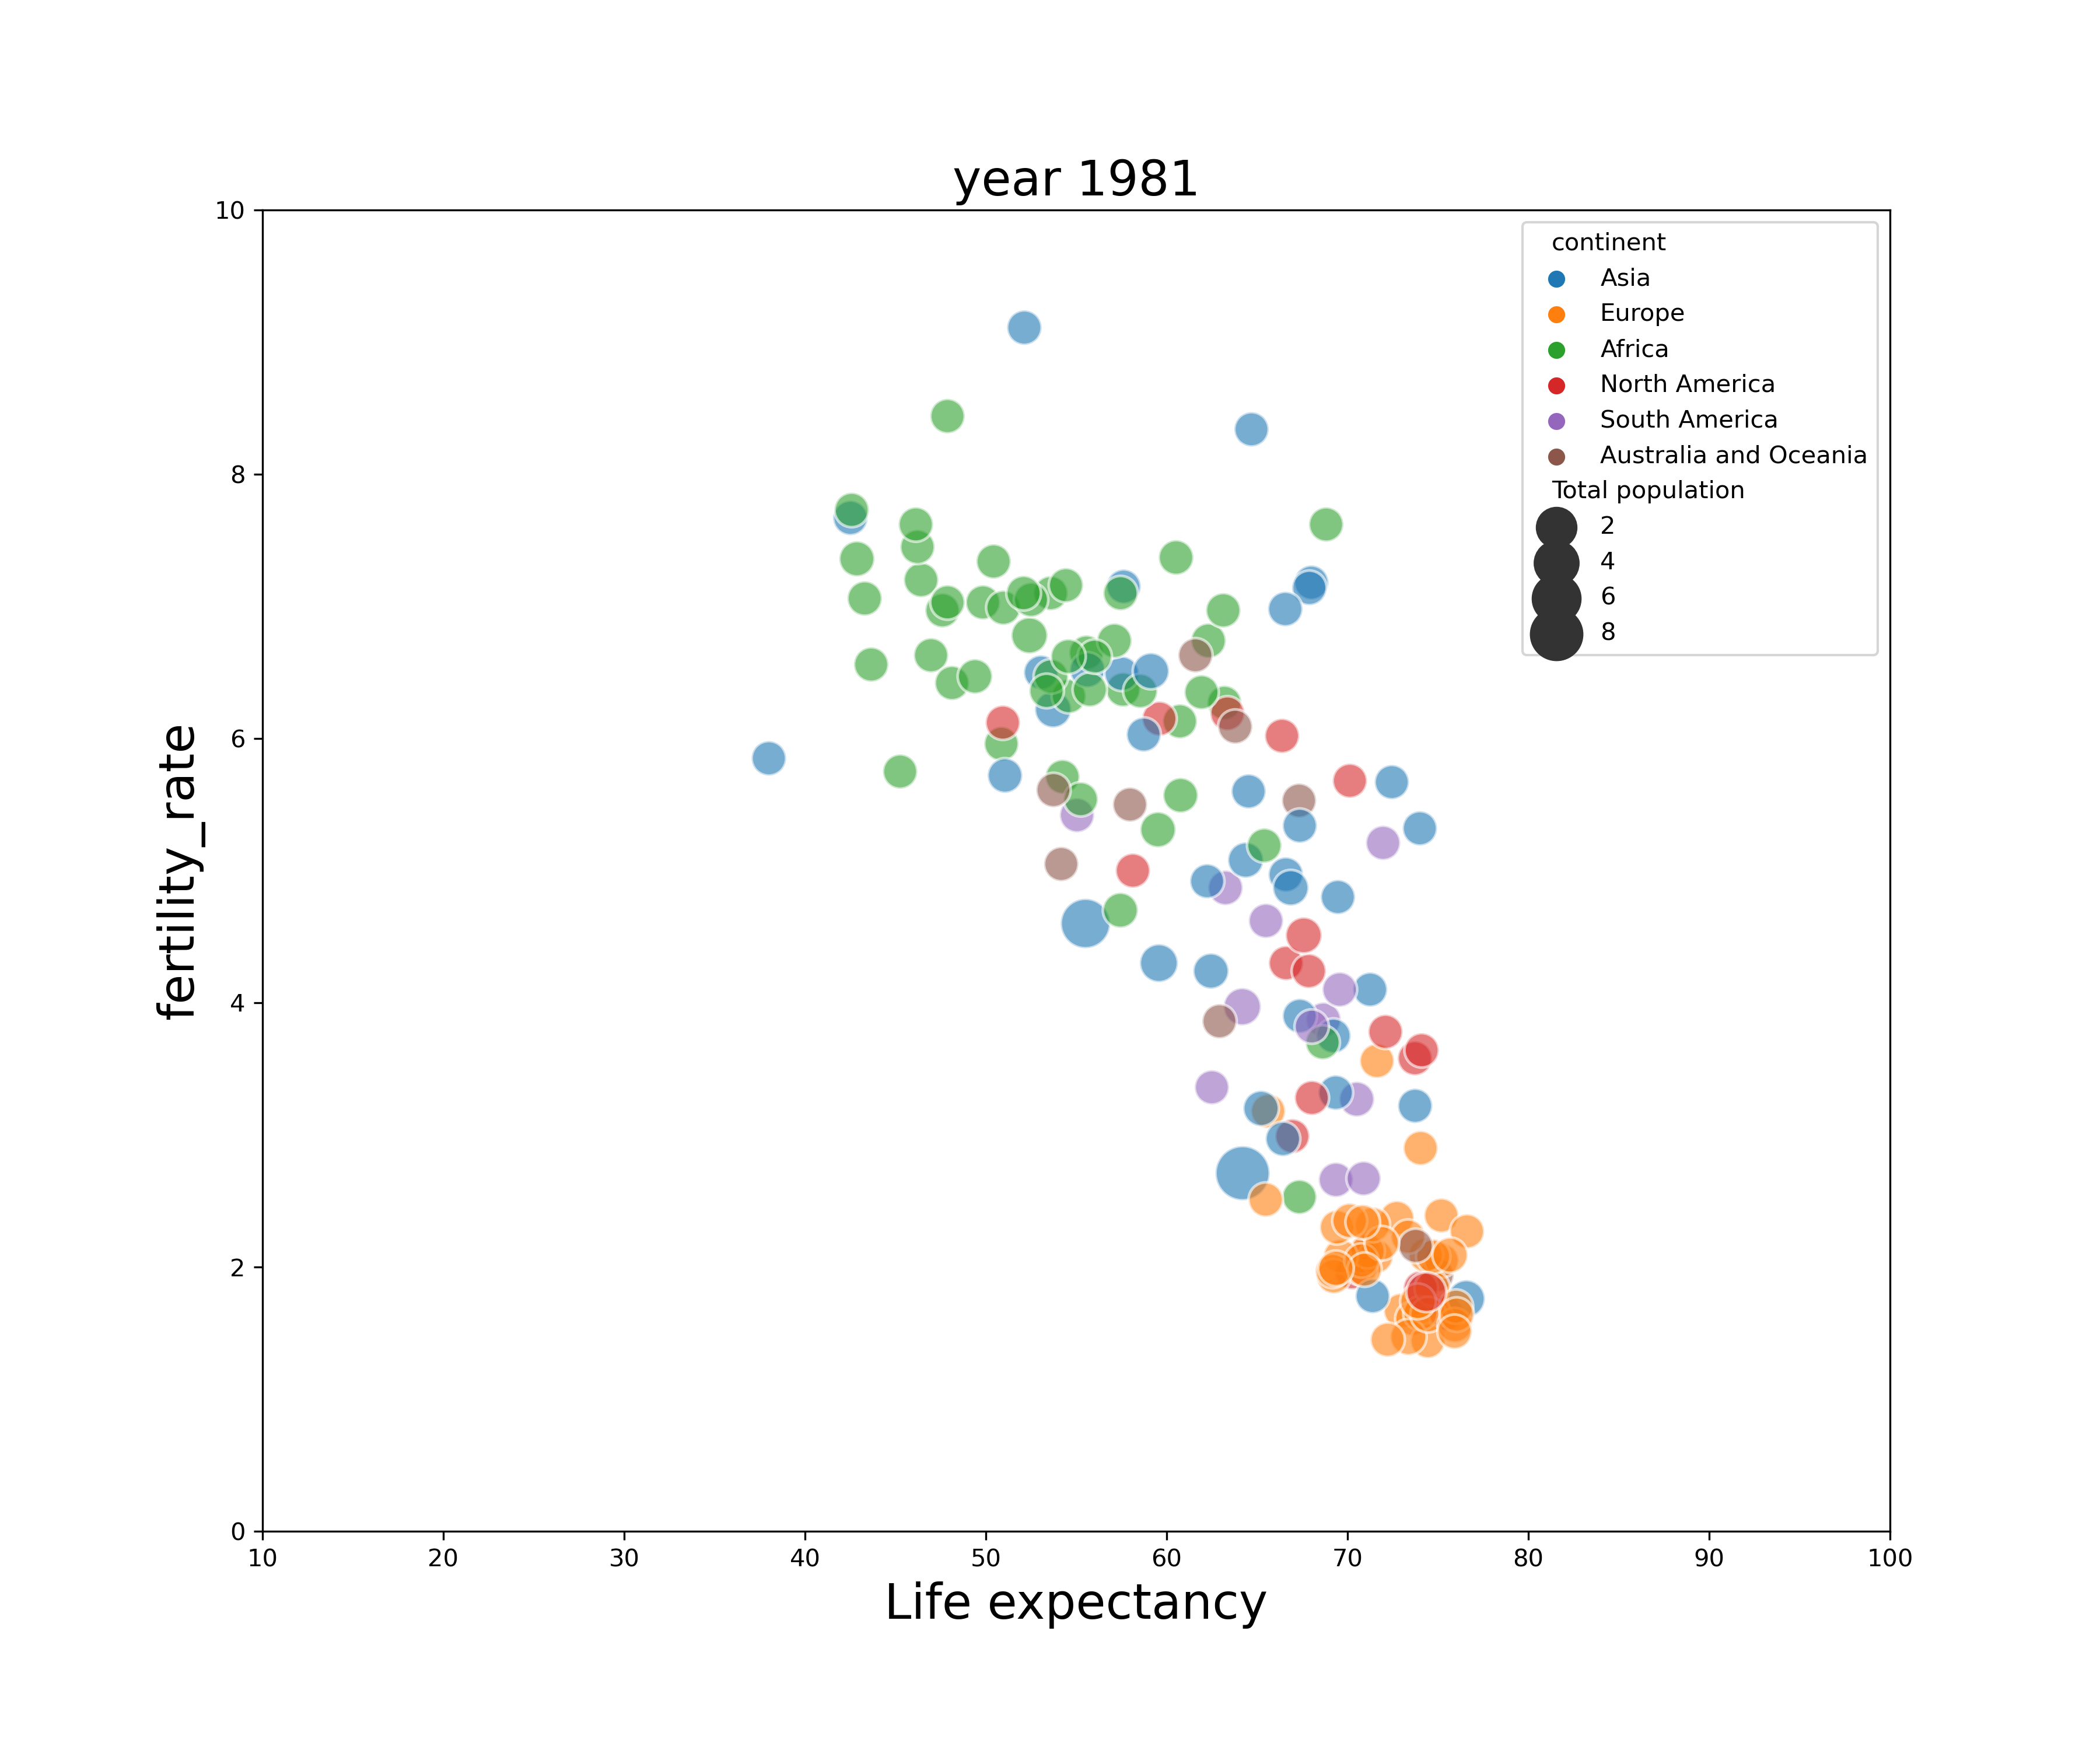 year 1981
10
8
6
4
2
0
fertility_rate
continent
Asia
Europe
Africa
North America
South America
Australia and Oceania
Total population
2
4
6
8
10 20 30 40 50 60 70 80 90 100
Life expectancy